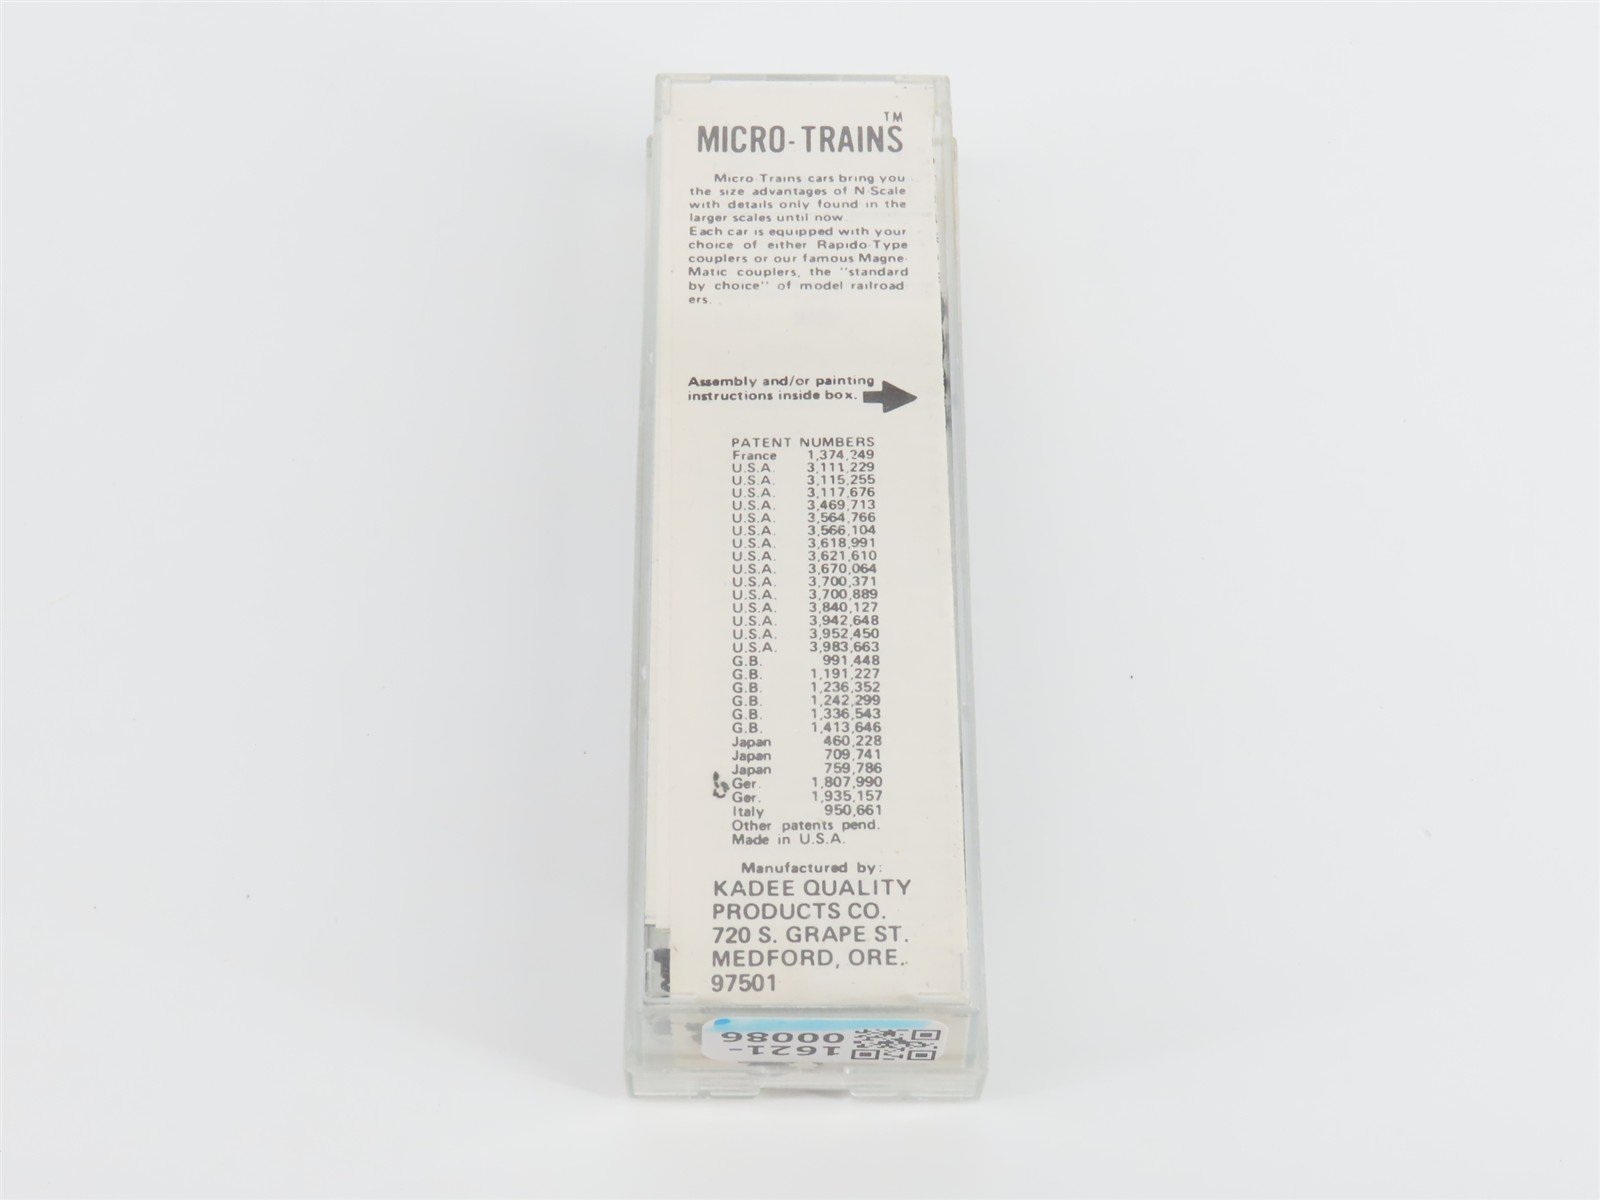 MICRO-TRAINS™
Micro-Trains cars bring you
the size advantages of N Scale
with details only found in the
larger scales until now.
Each car is equipped with your
choice of either Rapido-Type
couplers or our famous Magne-
Matic couplers, the "standard
by choice" of model railroad-
ers.
Assembly and/or painting
instructions inside box.
PATENT NUMBERS
France 1,374,249
U.S.A. 3,111,229
U.S.A. 3,115,255
U.S.A. 3,117,676
U.S.A. 3,469,713
U.S.A. 3,564,766
U.S.A. 3,566,104
U.S.A. 3,618,991
U.S.A. 3,621,610
U.S.A. 3,670,064
U.S.A. 3,700,371
U.S.A. 3,700,889
U.S.A. 3,840,127
U.S.A. 3,942,648
U.S.A. 3,952,450
U.S.A. 3,983,663
G.B. 991,448
G.B. 1,191,227
G.B. 1,236,352
G.B. 1,242,299
G.B. 1,336,543
G.B. 1,413,646
Japan 460,228
Japan 709,741
Japan 759,786
Ger. 1,807,990
Ger. 1,935,157
Italy 950,661
Other patents pend.
Made in U.S.A.
Manufactured by:
KADEE QUALITY
PRODUCTS CO.
720 S. GRAPE ST.
MEDFORD, ORE.
97501
1621-
00086